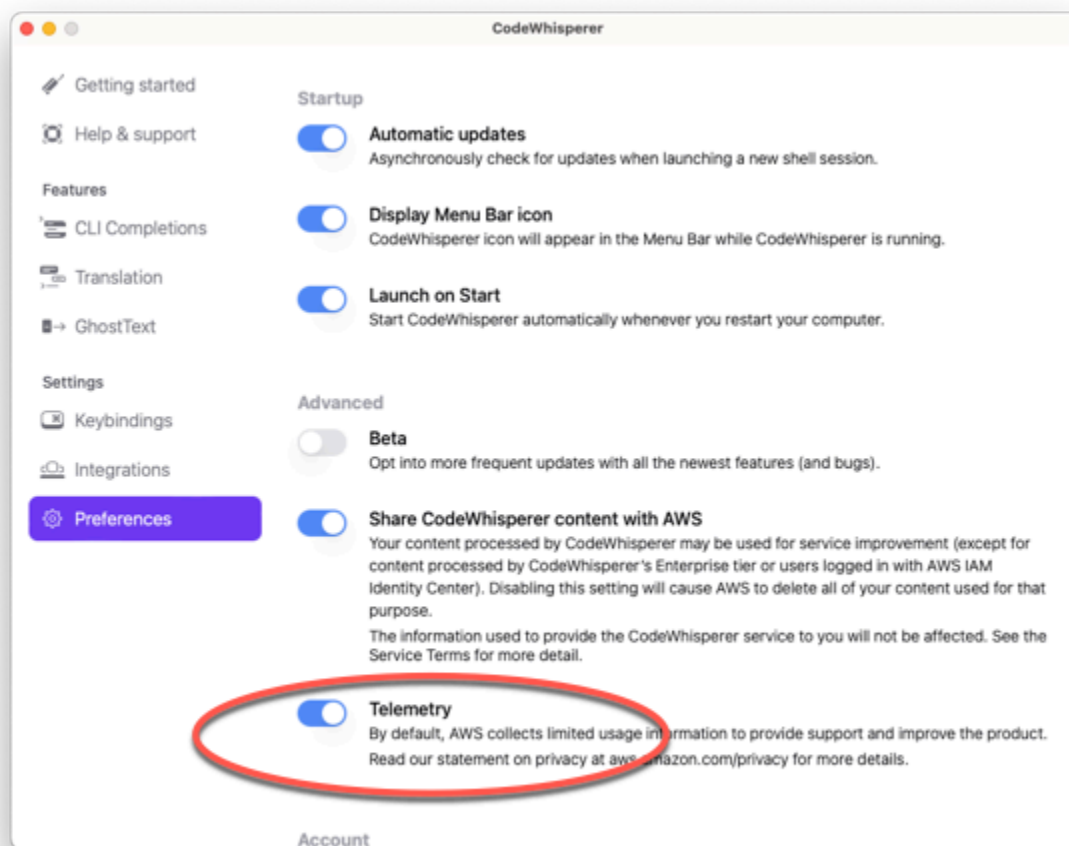 CodeWhisperer
Getting started
Help & support
Features
CLI Completions
Translation
GhostText
Settings
Keybindings
Integrations
Preferences
Startup
Automatic updates
Asynchronously check for updates when launching a new shell session.
Display Menu Bar icon
CodeWhisperer icon will appear in the Menu Bar while CodeWhisperer is running.
Launch on Start
Start CodeWhisperer automatically whenever you restart your computer.
Advanced
Beta
Opt into more frequent updates with all the newest features (and bugs).
Share CodeWhisperer content with AWS
Your content processed by CodeWhisperer may be used for service improvement (except for
content processed by CodeWhisperer's Enterprise tier or users logged in with AWS IAM
Identity Center). Disabling this setting will cause AWS to delete all of your content used for that
purpose.
The information used to provide the CodeWhisperer service to you will not be affected. See the
Service Terms for more detail.
Telemetry
By default, AWS collects limited usage information to provide support and improve the product.
Read our statement on privacy at aws.amazon.com/privacy for more details.
Account